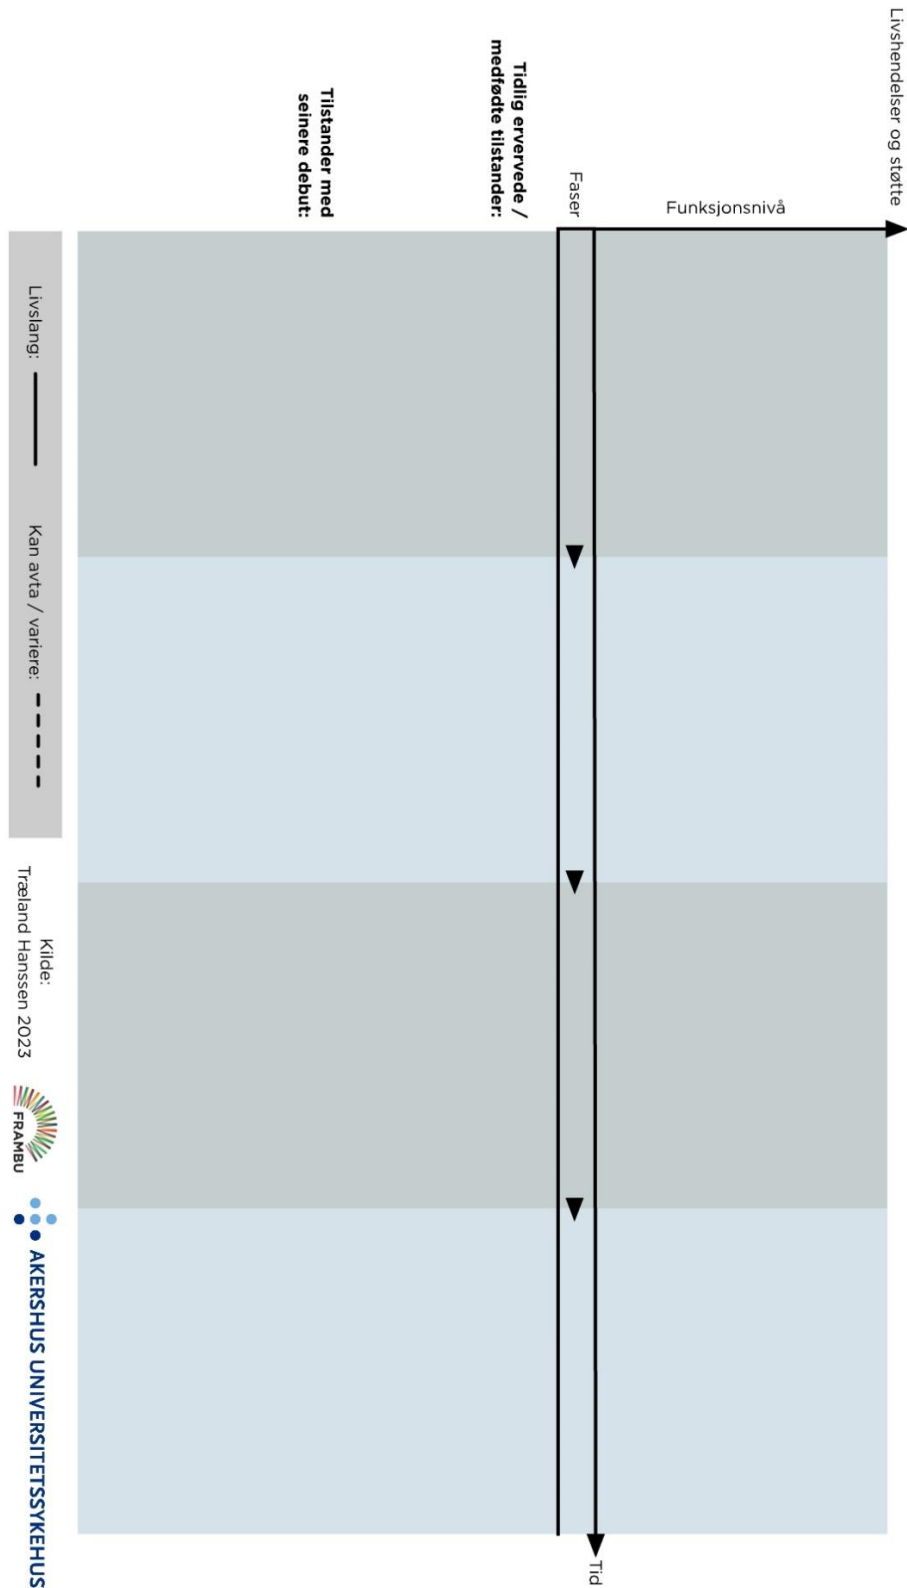 Livshendelser og støtte
Funksjonsnivå
Tid
Faser
Tidlig ervervede /
medfødte tilstander:
Tilstander med
seinere debut:
Livslang:
Kan avta / variere:
Kilde:
Træland Hanssen 2023
FRAMBU
AKERSHUS UNIVERSITETSSYKEHUS